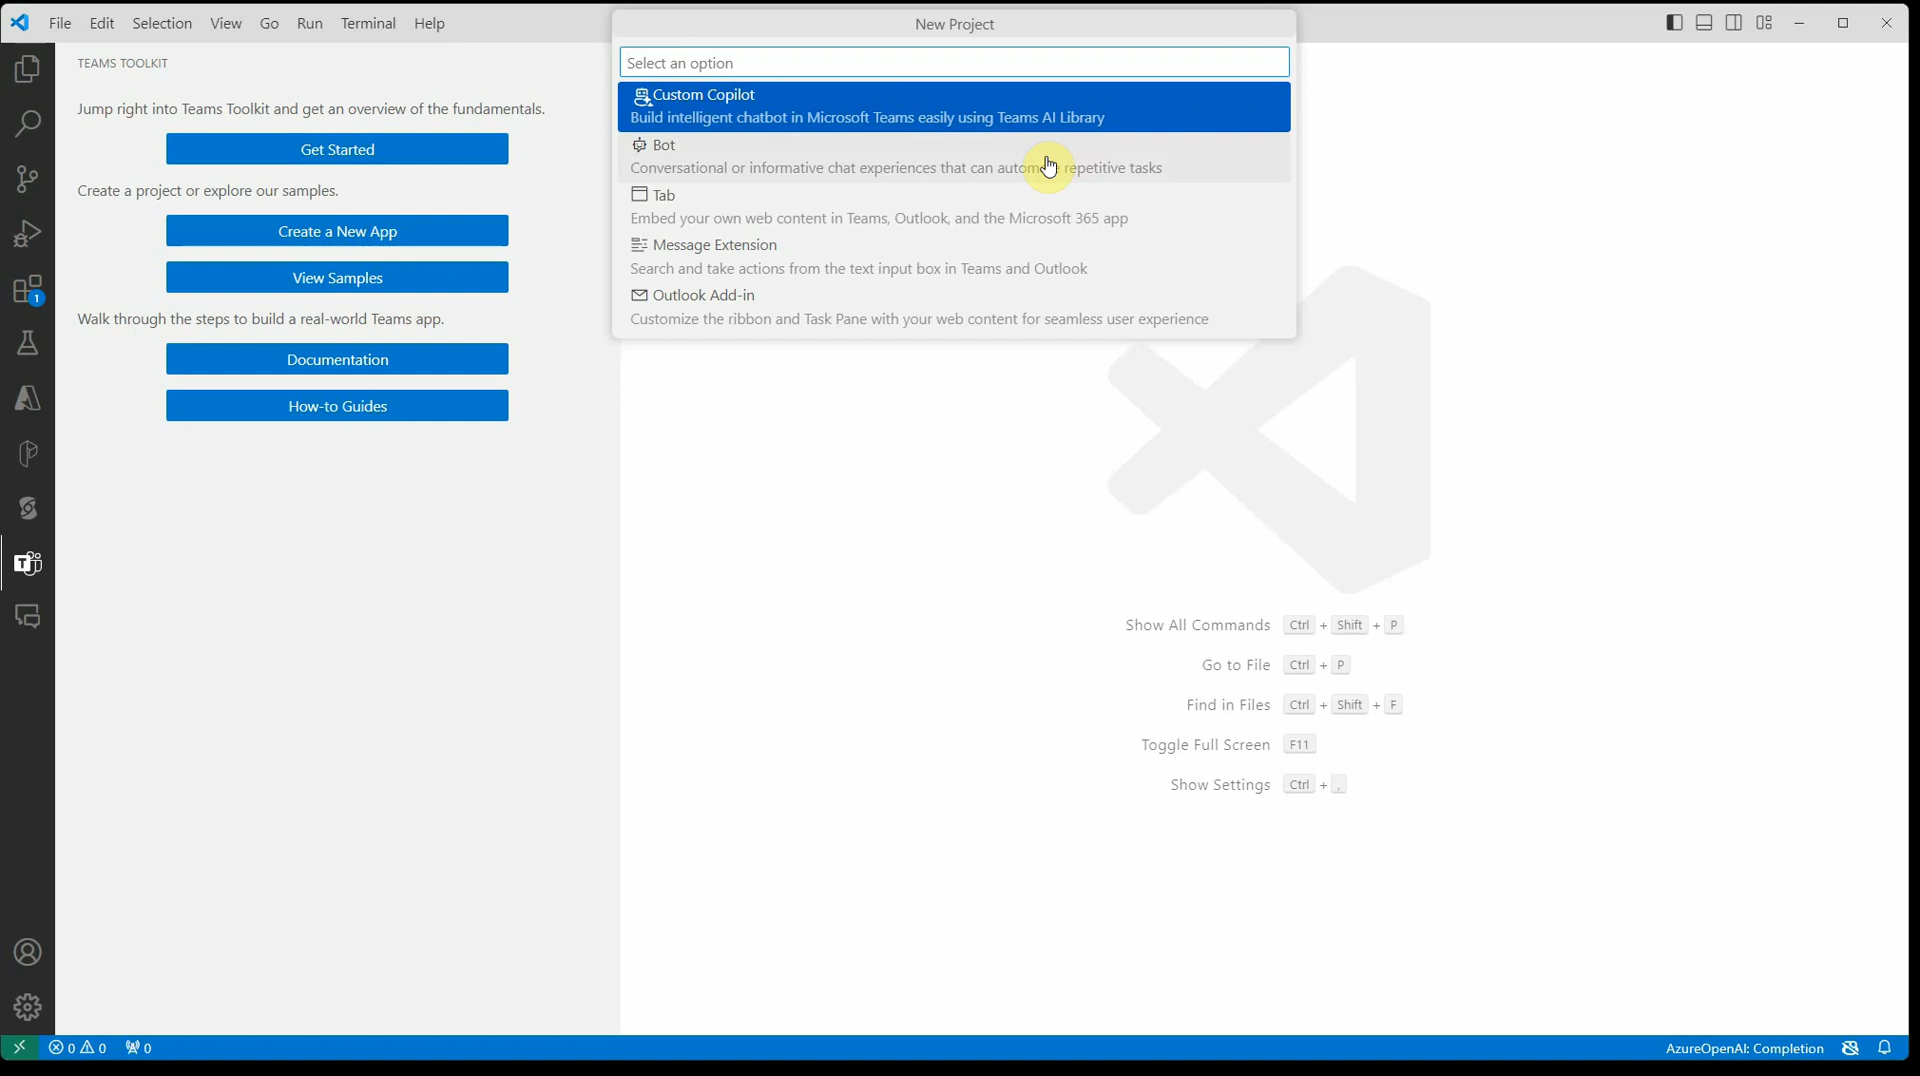 File Edit Selection View Go Run Terminal Help
New Project
Select an option
Custom Copilot
Build intelligent chatbot in Microsoft Teams easily using Teams AI Library
Bot
Conversational or informative chat experiences that can automate repetitive tasks
Tab
Embed your own web content in Teams, Outlook, and the Microsoft 365 app
Message Extension
Search and take actions from the text input box in Teams and Outlook
Outlook Add-in
Customize the ribbon and Task Pane with your web content for seamless user experience
TEAMS TOOLKIT
Jump right into Teams Toolkit and get an overview of the fundamentals.
Get Started
Create a project or explore our samples.
Create a New App
View Samples
Walk through the steps to build a real-world Teams app.
Documentation
How-to Guides
1
T
Show All Commands Ctrl + Shift + P
Go to File Ctrl + P
Find in Files Ctrl + Shift + F
Toggle Full Screen F11
Show Settings Ctrl + ,
0 0 0
AzureOpenAI: Completion